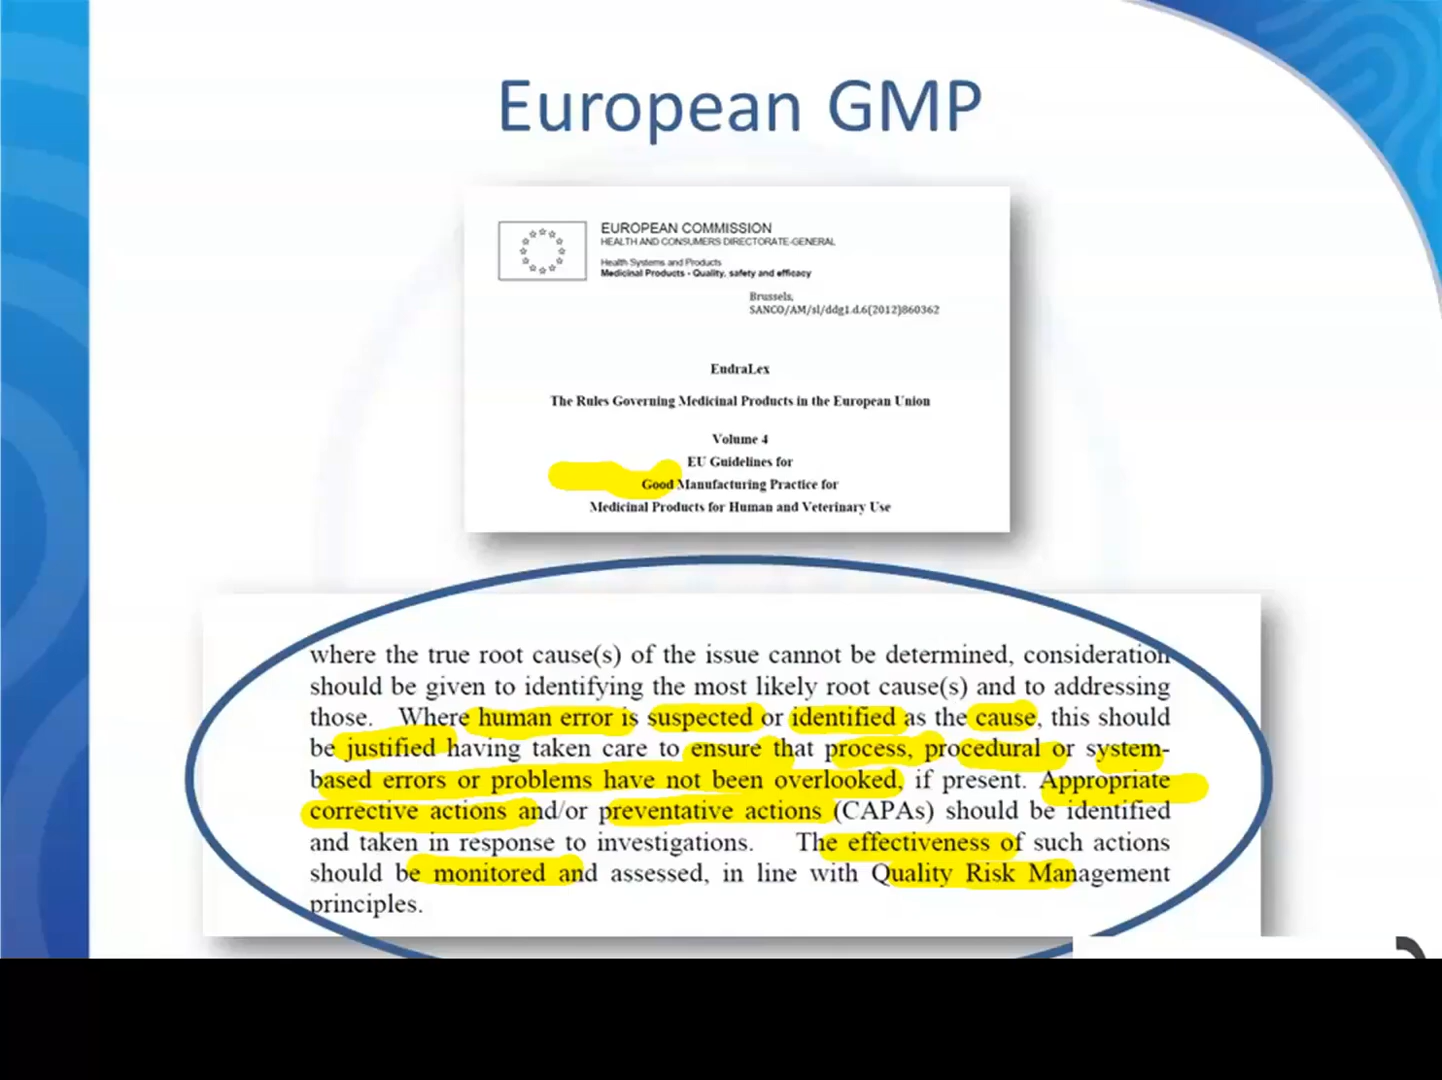 European GMP
EUROPEAN COMMISSION
HEALTH AND CONSUMERS DIRECTORATE-GENERAL
Health Systems and Products
Medicinal Products - Quality, safety and efficacy
Brussels,
SANCO/AM/sl/ddg1.d.6(2012)860362
EudraLex
The Rules Governing Medicinal Products in the European Union
Volume 4
EU Guidelines for
Good Manufacturing Practice for
Medicinal Products for Human and Veterinary Use
where the true root cause(s) of the issue cannot be determined, consideration
should be given to identifying the most likely root cause(s) and to addressing
those. Where human error is suspected or identified as the cause, this should
be justified having taken care to ensure that process, procedural or system-
based errors or problems have not been overlooked, if present. Appropriate
corrective actions and/or preventative actions (CAPAs) should be identified
and taken in response to investigations. The effectiveness of such actions
should be monitored and assessed, in line with Quality Risk Management
principles.